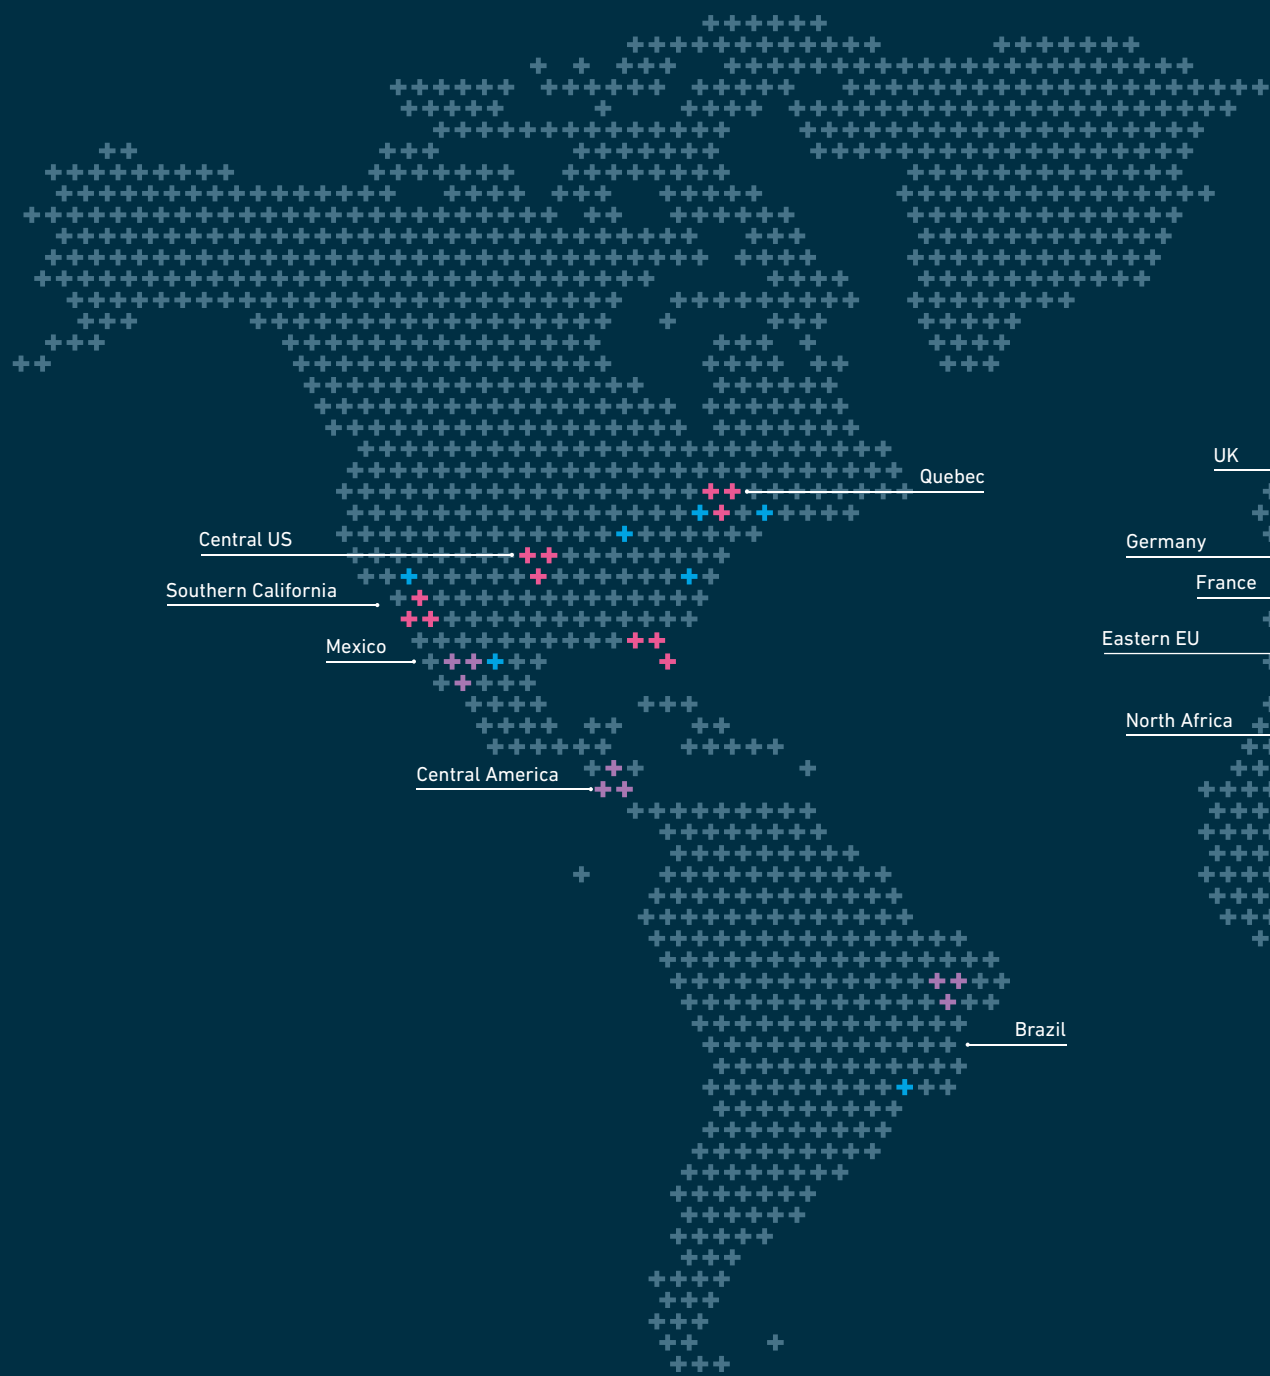 UK
Quebec
Central US
Germany
France
Southern California
Eastern EU
Mexico
North Africa
Central America
Brazil